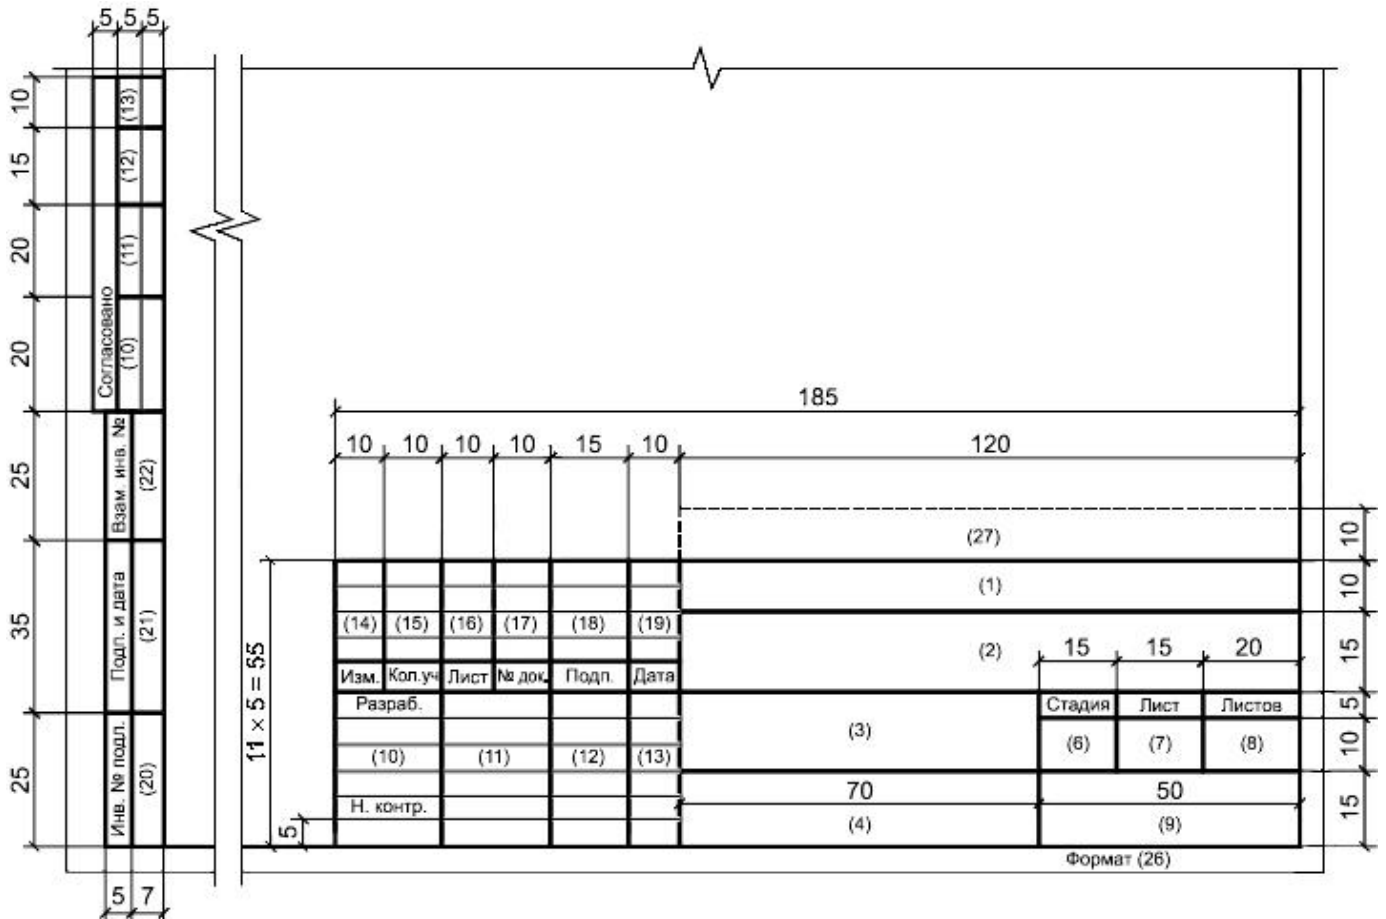 5 5 5
10
(13)
15
(12)
20
(11)
20
(10)
Согласовано
25
Взам. инв. №
(22)
35
Подп. и дата
(21)
25
Инв. № подл.
(20)
5 7
185
10 10 10 10 15 10 120
(27) 10
(1) 10
(14) (15) (16) (17) (18) (19)
(2) 15 15 20 15
Изм. Кол.уч Лист № док. Подп. Дата
Разраб. Стадия Лист Листов 5
(3)
(6) (7) (8) 10
(10) (11) (12) (13)
11 × 5 = 55
70 50
Н. контр.
5
(4) (9) 15
Формат (26)